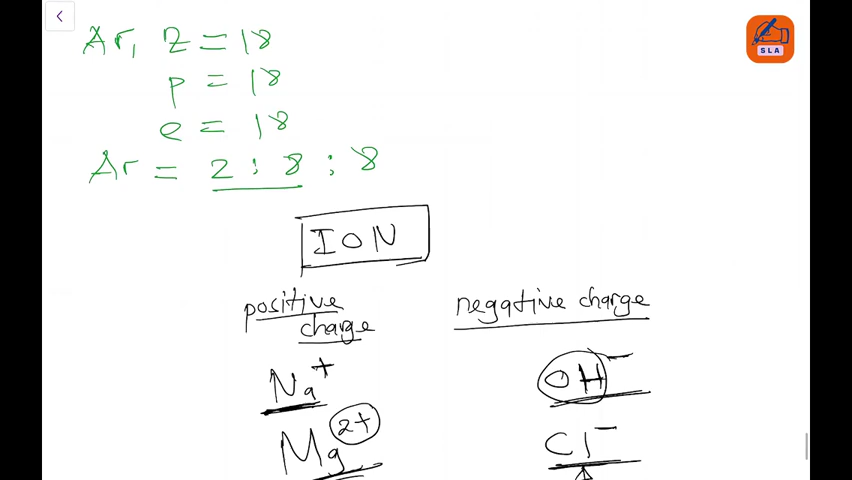 Ar, Z = 18
SLA
p = 18
e = 18
Ar = 2 : 8 : 8
ION
positive charge
negative charge
Na⁺
OH⁻
Mg²⁺
Cl⁻